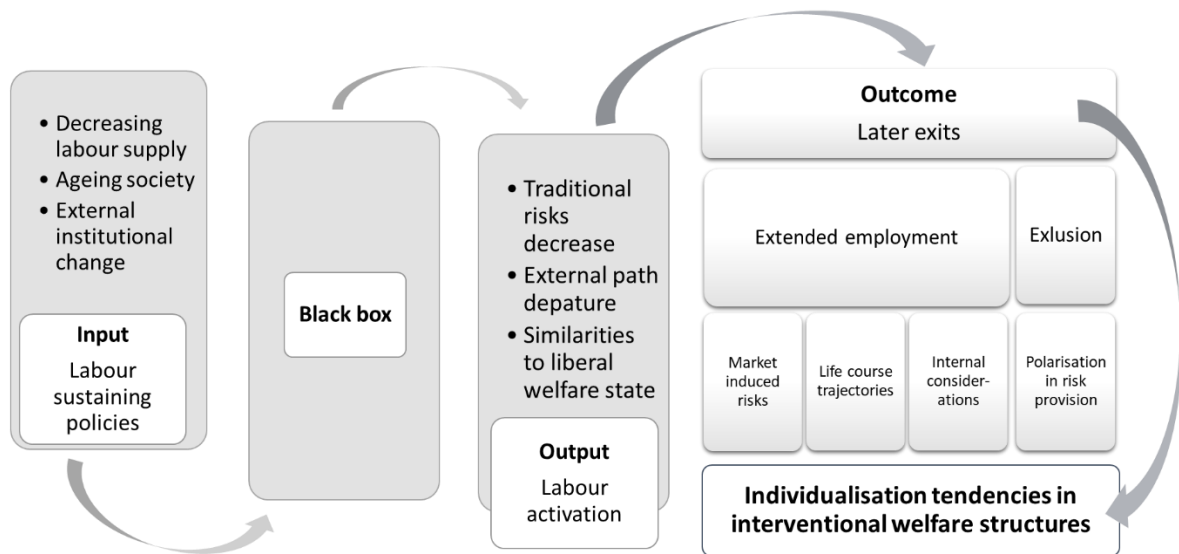 • Decreasing
labour supply
• Ageing society
• External
institutional
change
Input
Labour
sustaining
policies
Black box
• Traditional
risks
decrease
• External path
depature
• Similarities
to liberal
welfare state
Output
Labour
activation
Outcome
Later exits
Extended employment
Exlusion
Market
induced
risks
Life course
trajectories
Internal
consider-
ations
Polarisation
in risk
provision
Individualisation tendencies in
interventional welfare structures